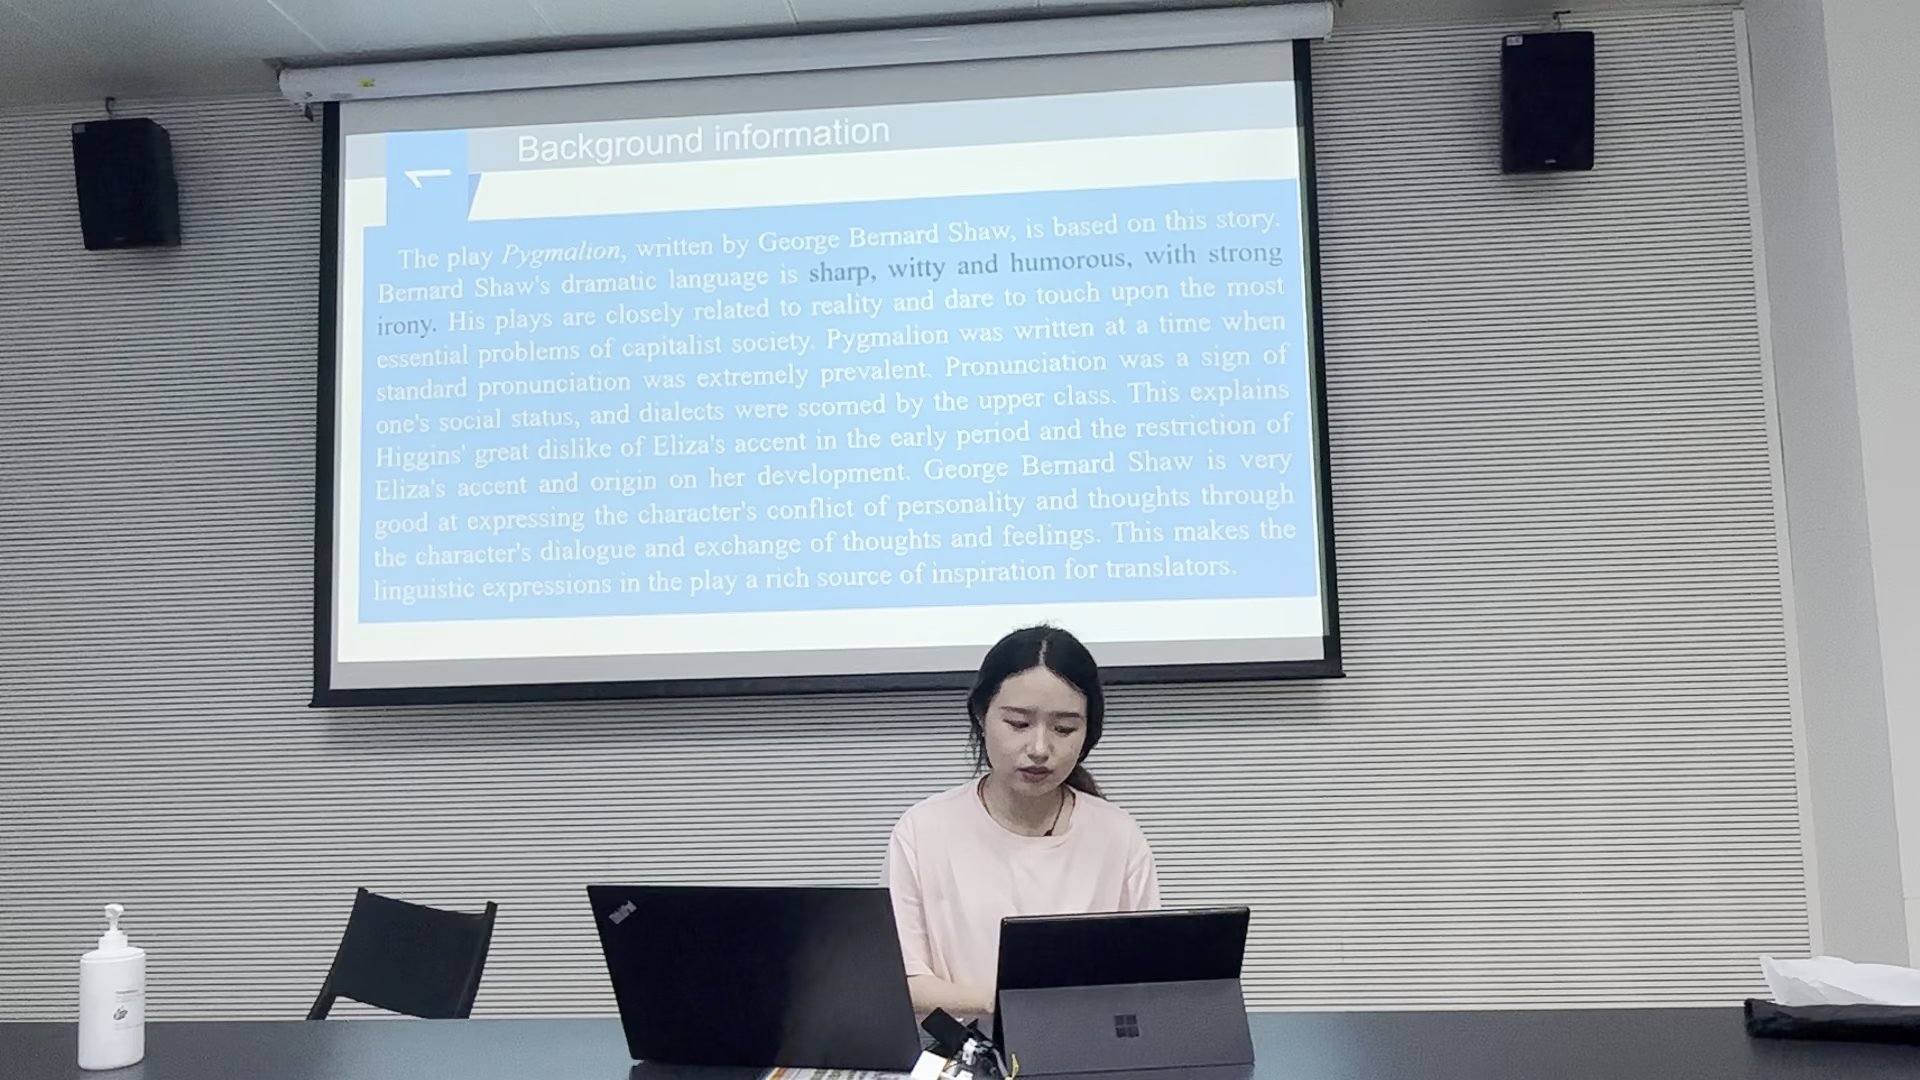 Background information
1
The play Pygmalion, written by George Bernard Shaw, is based on this story.
Bernard Shaw's dramatic language is sharp, witty and humorous, with strong
irony. His plays are closely related to reality and dare to touch upon the most
essential problems of capitalist society. Pygmalion was written at a time when
standard pronunciation was extremely prevalent. Pronunciation was a sign of
one's social status, and dialects were scorned by the upper class. This explains
Higgins' great dislike of Eliza's accent in the early period and the restriction of
Eliza's accent and origin on her development. George Bernard Shaw is very
good at expressing the character's conflict of personality and thoughts through
the character's dialogue and exchange of thoughts and feelings. This makes the
linguistic expressions in the play a rich source of inspiration for translators.
ThinkPad